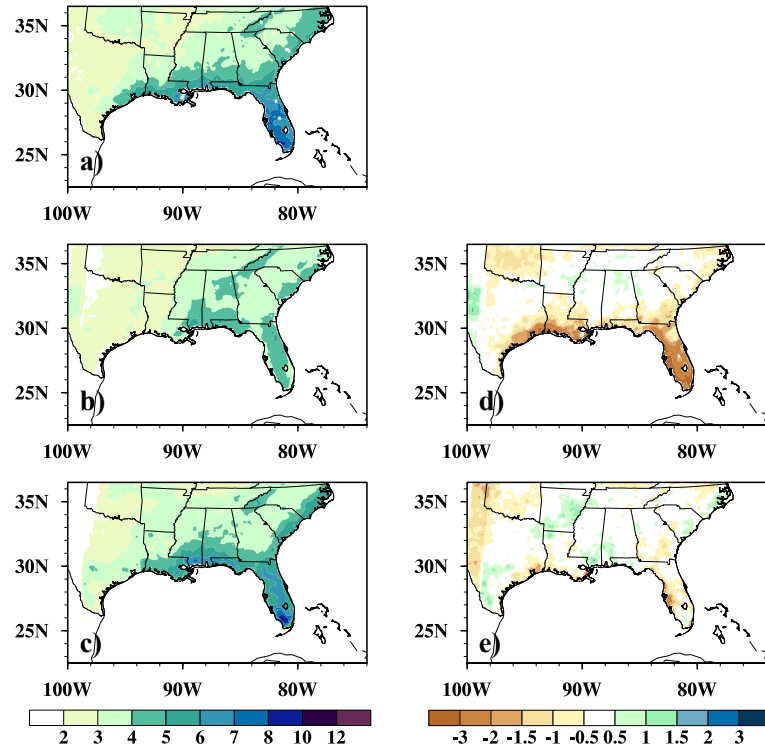 35N
30N
25N
a)
100W 90W 80W
35N 35N
30N 30N
25N 25N
b) d)
100W 90W 80W 100W 90W 80W
35N 35N
30N 30N
25N 25N
c) e)
100W 90W 80W 100W 90W 80W
2 3 4 5 6 7 8 10 12 -3 -2 -1.5 -1 -0.5 0.5 1 1.5 2 3